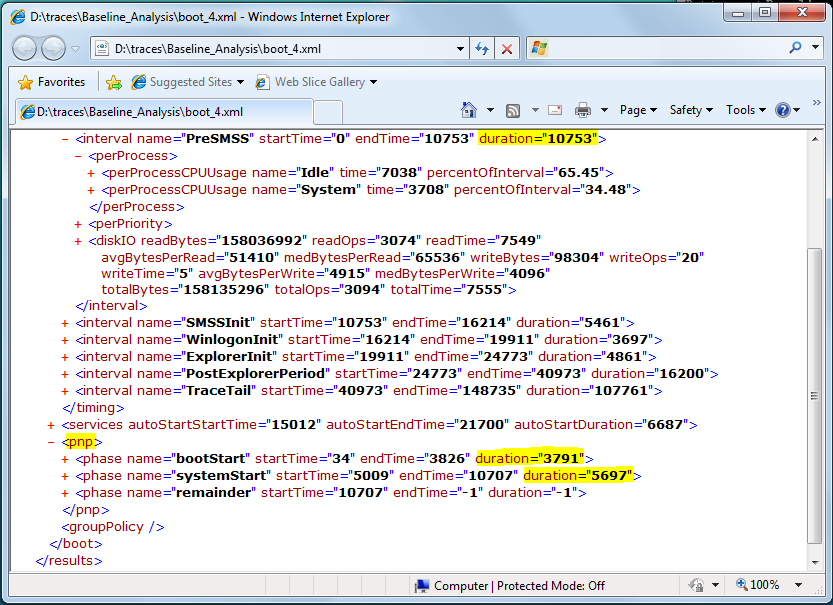 D:\traces\Baseline_Analysis\boot_4.xml - Windows Internet Explorer
D:\traces\Baseline_Analysis\boot_4.xml
Favorites Suggested Sites Web Slice Gallery
D:\traces\Baseline_Analysis\boot_4.xml Page Safety Tools »
- <interval name="PreSMSS" startTime="0" endTime="10753" duration="10753">
- <perProcess>
+ <perProcessCPUUsage name="Idle" time="7038" percentOfInterval="65.45">
+ <perProcessCPUUsage name="System" time="3708" percentOfInterval="34.48">
</perProcess>
+ <perPriority>
+ <diskIO readBytes="158036992" readOps="3074" readTime="7549"
avgBytesPerRead="51410" medBytesPerRead="65536" writeBytes="98304" writeOps="20"
writeTime="5" avgBytesPerWrite="4915" medBytesPerWrite="4096"
totalBytes="158135296" totalOps="3094" totalTime="7555">
</interval>
+ <interval name="SMSSInit" startTime="10753" endTime="16214" duration="5461">
+ <interval name="WinlogonInit" startTime="16214" endTime="19911" duration="3697">
+ <interval name="ExplorerInit" startTime="19911" endTime="24773" duration="4861">
+ <interval name="PostExplorerPeriod" startTime="24773" endTime="40973" duration="16200">
+ <interval name="TraceTail" startTime="40973" endTime="148735" duration="107761">
</timing>
+ <services autoStartStartTime="15012" autoStartEndTime="21700" autoStartDuration="6687">
- <pnp>
+ <phase name="bootStart" startTime="34" endTime="3826" duration="3791">
+ <phase name="systemStart" startTime="5009" endTime="10707" duration="5697">
+ <phase name="remainder" startTime="10707" endTime="-1" duration="-1">
</pnp>
<groupPolicy />
</boot>
</results>
Computer | Protected Mode: Off 100%